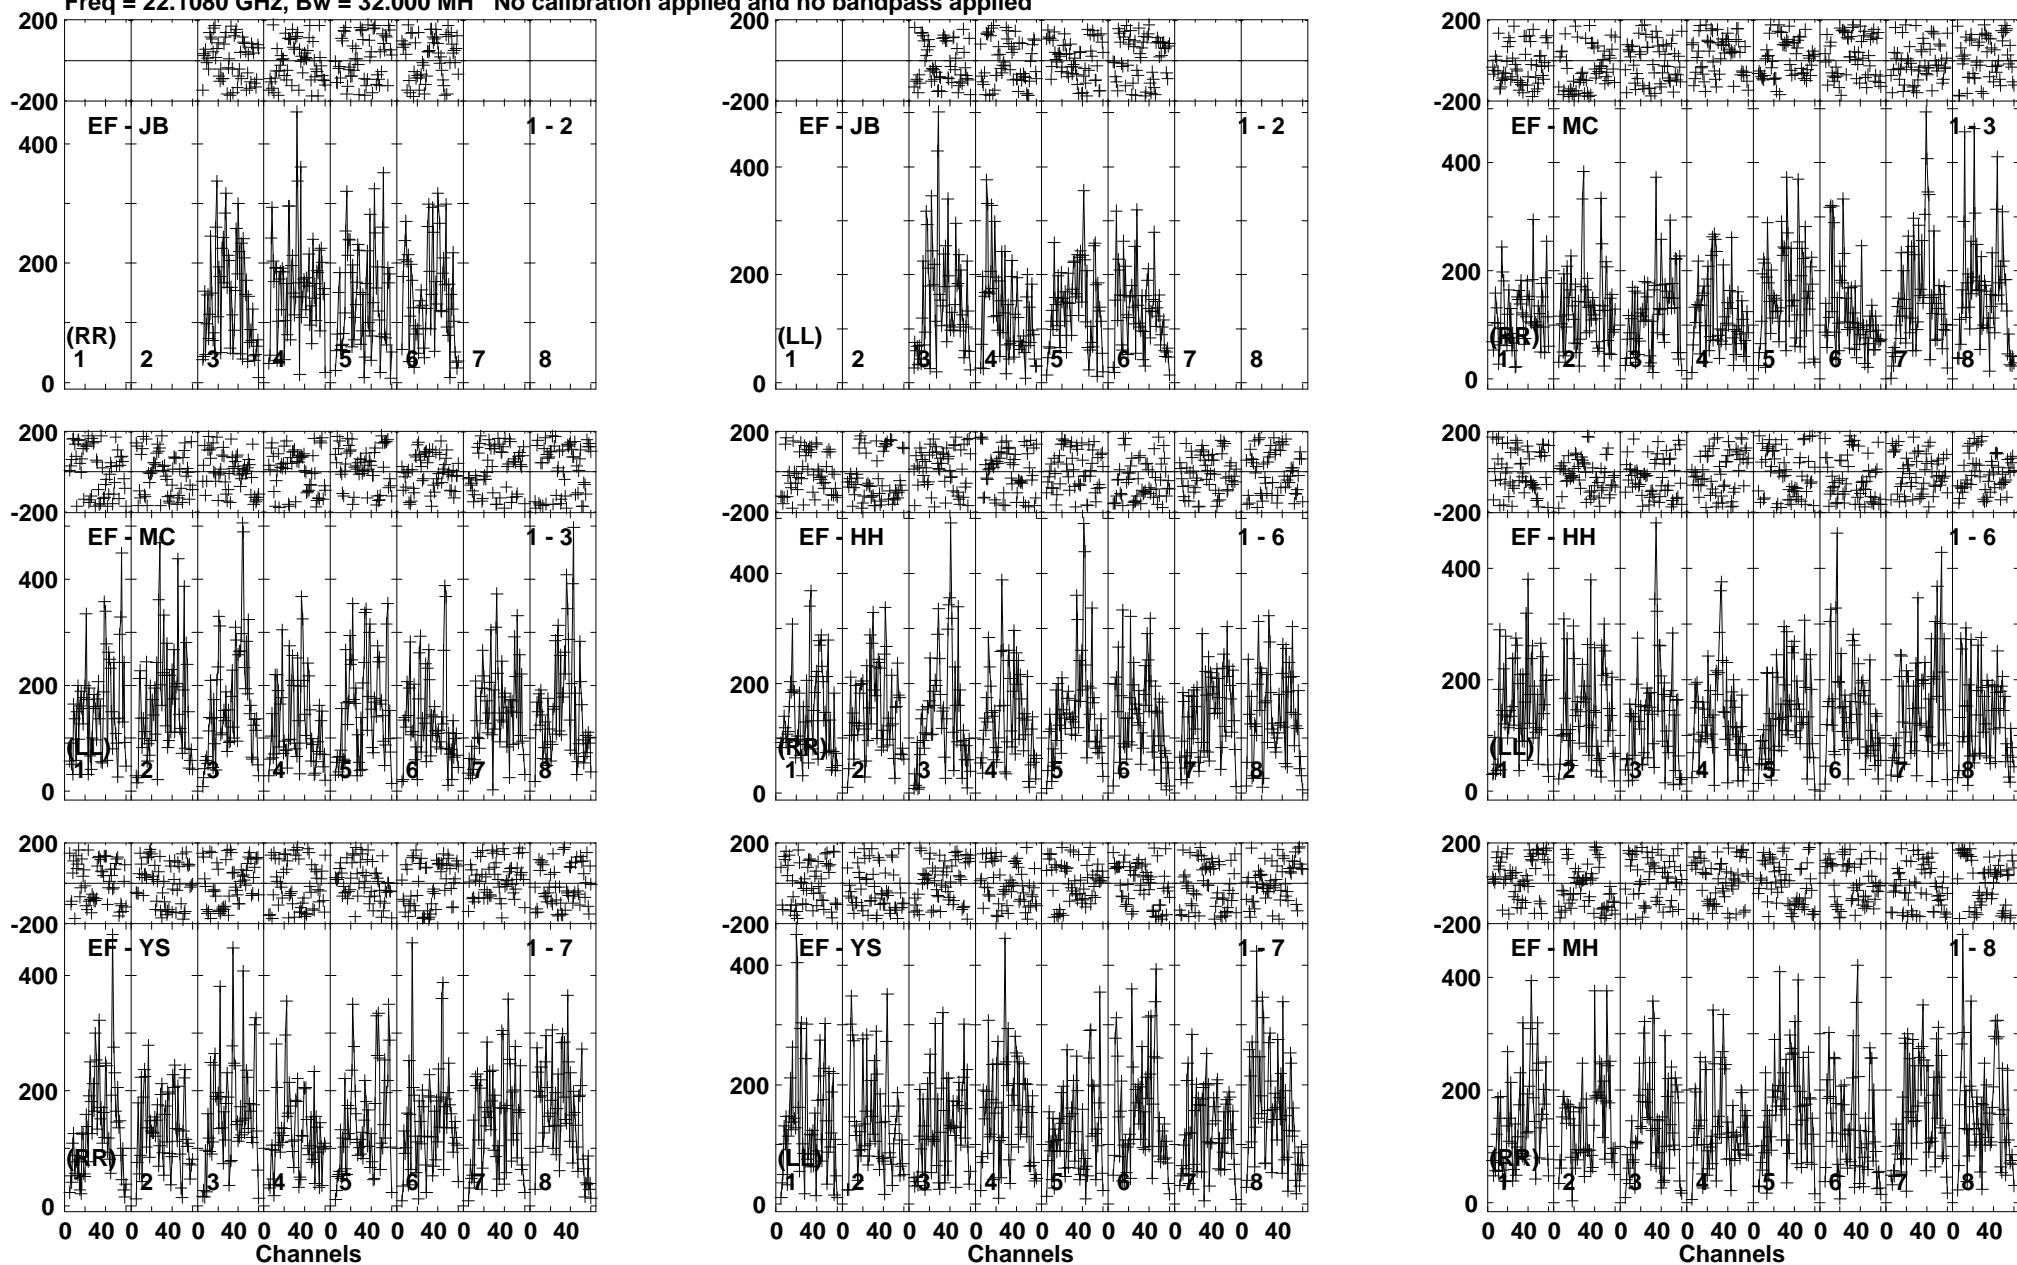 Freq = 22.1080 GHz, Bw = 32.000 MH No calibration applied and no bandpass applied
200 200 200
-200 -200 -200
EF - JB 1 - 2 EF - JB 1 - 2 EF - MC 1 - 3
400 400 400
200 200 200
(RR) (LL) (RR)
1 2 3 4 5 6 7 8 1 2 3 4 5 6 7 8 1 2 3 4 5 6 7 8
0 0 0
200 200 200
-200 -200 -200
EF - MC 1 - 3 EF - HH 1 - 6 EF - HH 1 - 6
400 400 400
200 200 200
(LL) (RR) (LL)
1 2 3 4 5 6 7 8 1 2 3 4 5 6 7 8 1 2 3 4 5 6 7 8
0 0 0
200 200 200
-200 -200 -200
EF - YS 1 - 7 EF - YS 1 - 7 EF - MH 1 - 8
400 400 400
200 200 200
(RR) (LL) (RR)
1 2 3 4 5 6 7 8 1 2 3 4 5 6 7 8 1 2 3 4 5 6 7 8
0 0 0
0 40 0 40 0 40 0 40 0 40 0 40 0 40 0 40 0 40 0 40 0 40 0 40 0 40 0 40 0 40 0 40 0 40 0 40 0 40 0 40 0 40 0 40 0 40 0 40
Channels Channels Channels